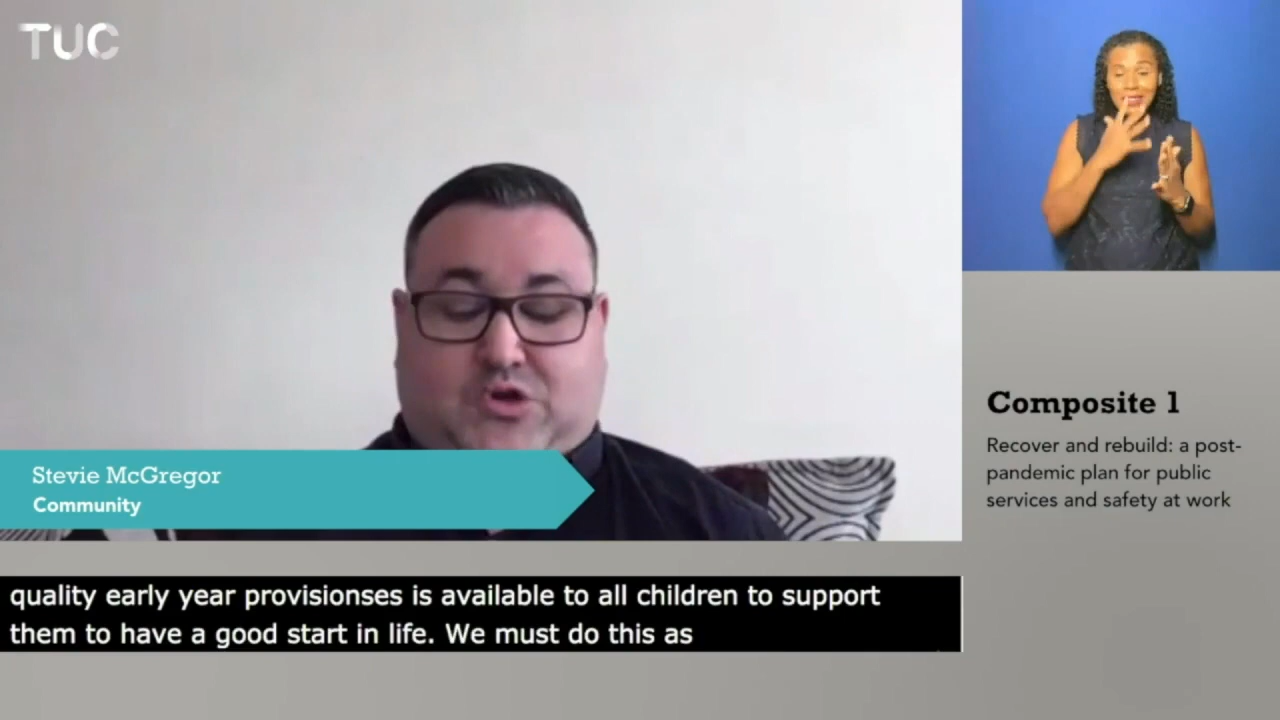 TUC
Stevie McGregor
Community
Composite 1
Recover and rebuild: a post-
pandemic plan for public
services and safety at work
quality early year provisionses is available to all children to support
them to have a good start in life. We must do this as